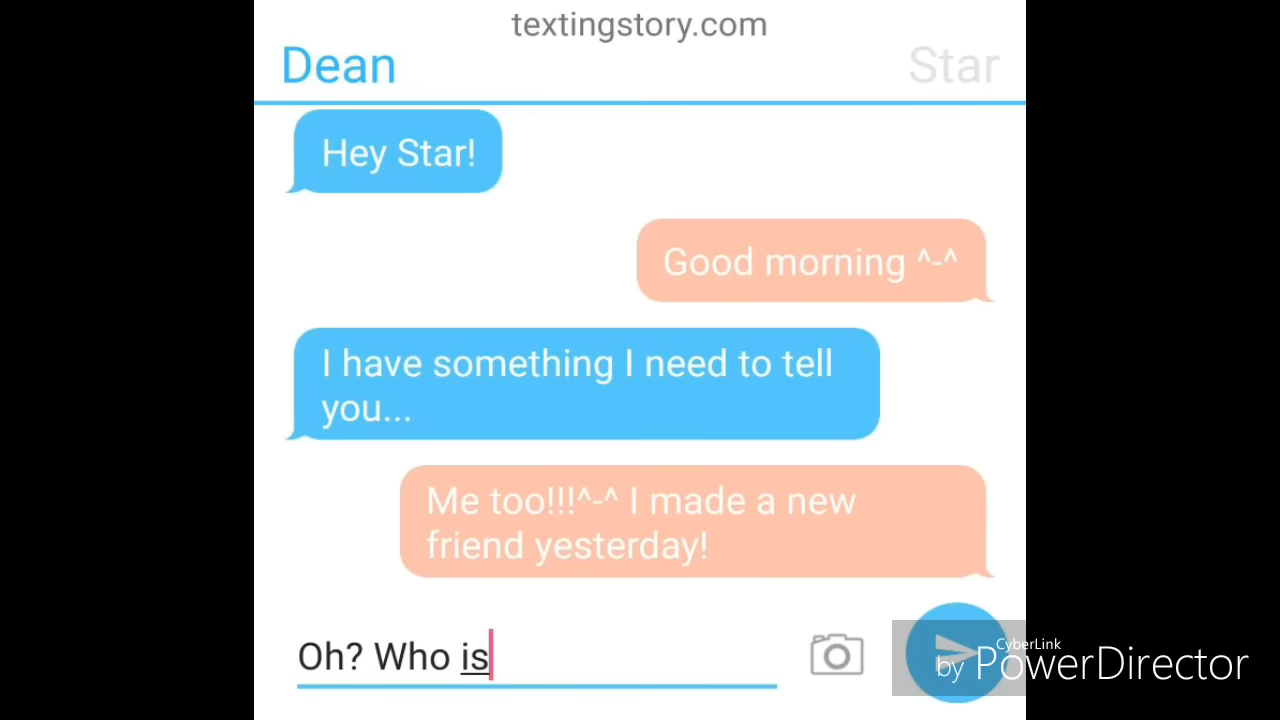 textingstory.com
Dean
Star
Hey Star!
Good morning ^-^
I have something I need to tell
you...
Me too!!!^-^ I made a new
friend yesterday!
Oh? Who is
CyberLink
by PowerDirector